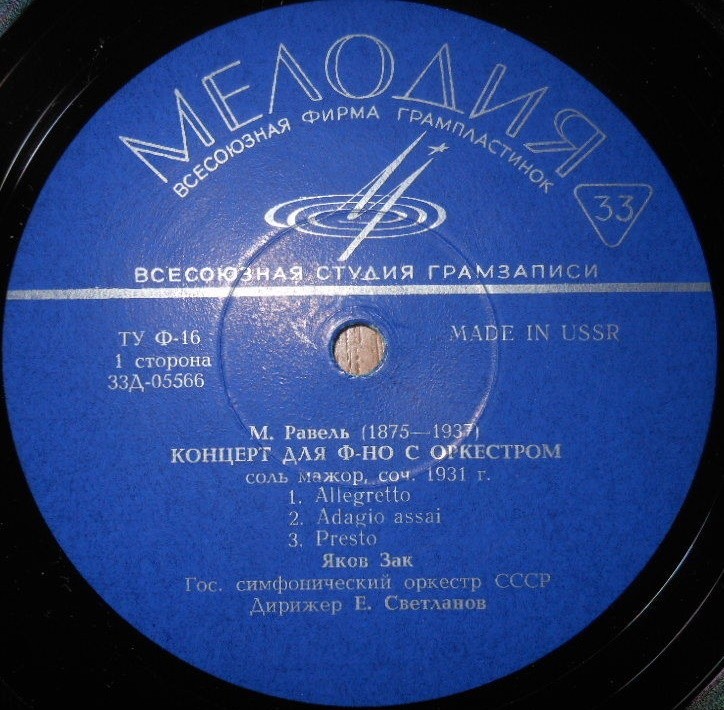 МЕЛОДИЯ
ВСЕСОЮЗНАЯ ФИРМА ГРАМПЛАСТИНОК
33
ВСЕСОЮЗНАЯ СТУДИЯ ГРАМЗАПИСИ
ТУ Ф-16
MADE IN USSR
1 сторона
33Д-05566
М. Равель (1875—1937)
КОНЦЕРТ ДЛЯ Ф-НО С ОРКЕСТРОМ
соль мажор, соч. 1931 г.
1. Allegretto
2. Adagio assai
3. Presto
Яков Зак
Гос. симфонический оркестр СССР
Дирижер Е. Светланов